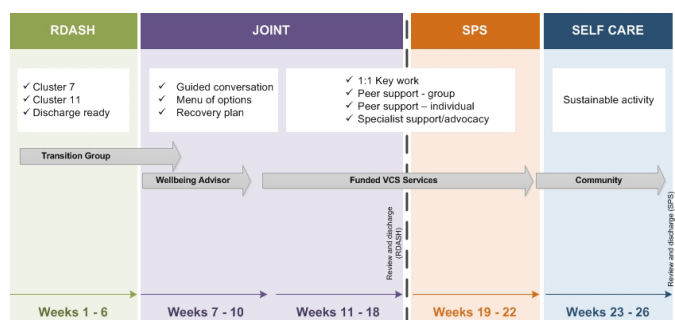 RDASH
JOINT
SPS
SELF CARE
✓ Cluster 7
✓ Cluster 11
✓ Discharge ready
✓ Guided conversation
✓ Menu of options
✓ Recovery plan
✓ 1:1 Key work
✓ Peer support - group
✓ Peer support – individual
✓ Specialist support/advocacy
Sustainable activity
Transition Group
Wellbeing Advisor
Funded VCS Services
Community
Review and discharge
(RDASH)
Review and discharge (SPS)
Weeks 1 - 6
Weeks 7 - 10
Weeks 11 - 18
Weeks 19 - 22
Weeks 23 - 26